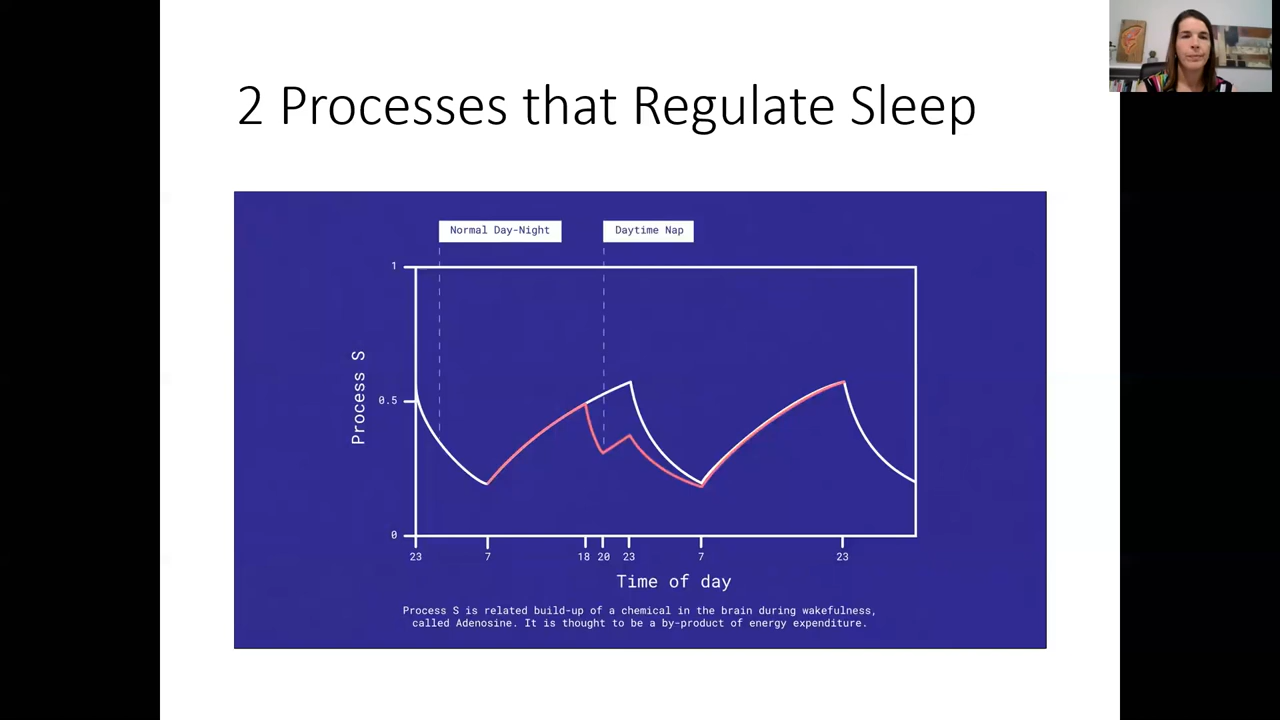 2 Processes that Regulate Sleep
Normal Day-Night
Daytime Nap
1
0.5
0
Process S
23
7
18
20
23
7
23
Time of day
Process S is related build-up of a chemical in the brain during wakefulness,
called Adenosine. It is thought to be a by-product of energy expenditure.